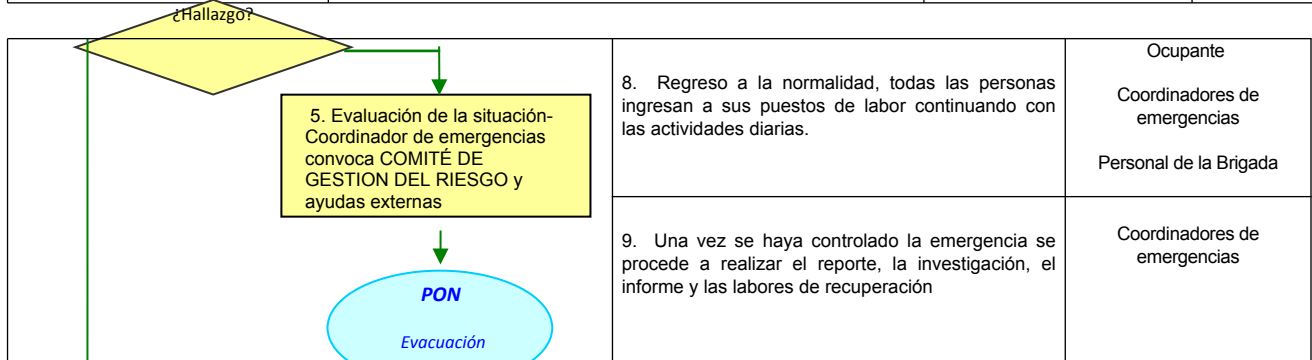 ¿Hallazgo?
5. Evaluación de la situación-
Coordinador de emergencias
convoca COMITÉ DE
GESTION DEL RIESGO y
ayudas externas
PON
Evacuación
8. Regreso a la normalidad, todas las personas
ingresan a sus puestos de labor continuando con
las actividades diarias.
Ocupante
Coordinadores de
emergencias
Personal de la Brigada
9. Una vez se haya controlado la emergencia se
procede a realizar el reporte, la investigación, el
informe y las labores de recuperación
Coordinadores de
emergencias